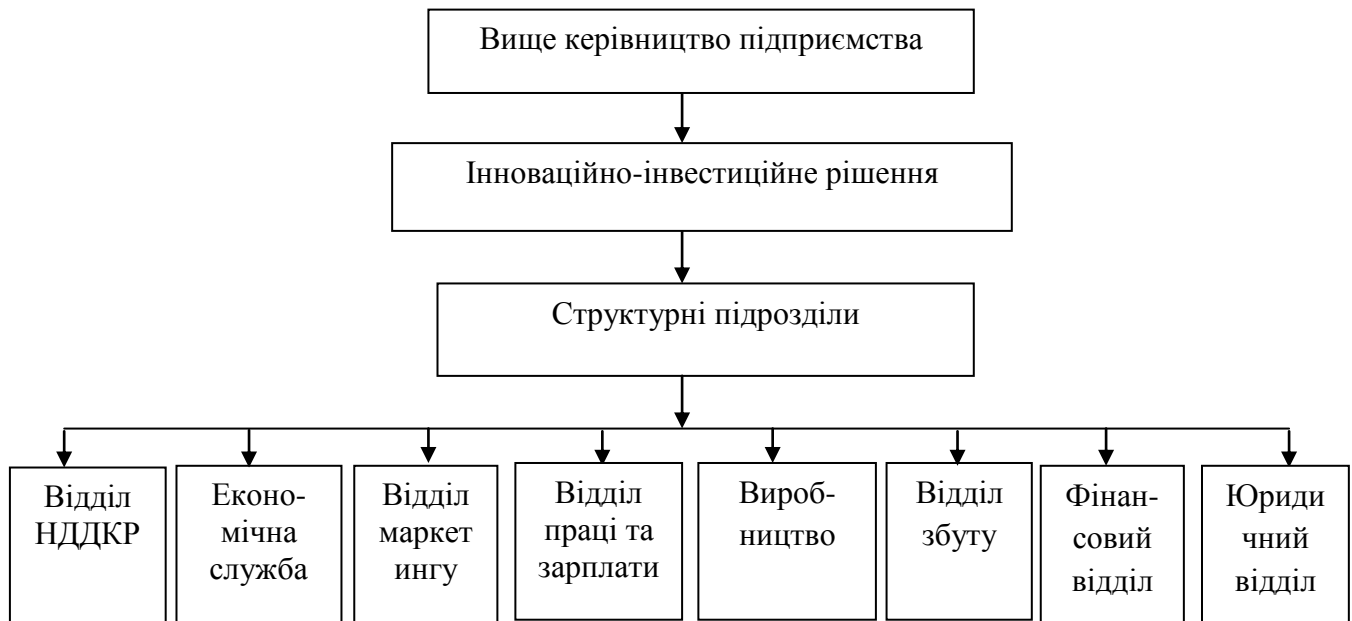 Вище керівництво підприємства
Інноваційно-інвестиційне рішення
Структурні підрозділи
Відділ
НДДКР
Еконо-
мічна
служба
Відділ
маркет
ингу
Відділ
праці та
зарплати
Вироб-
ництво
Відділ
збуту
Фінан-
совий
відділ
Юриди
чний
відділ